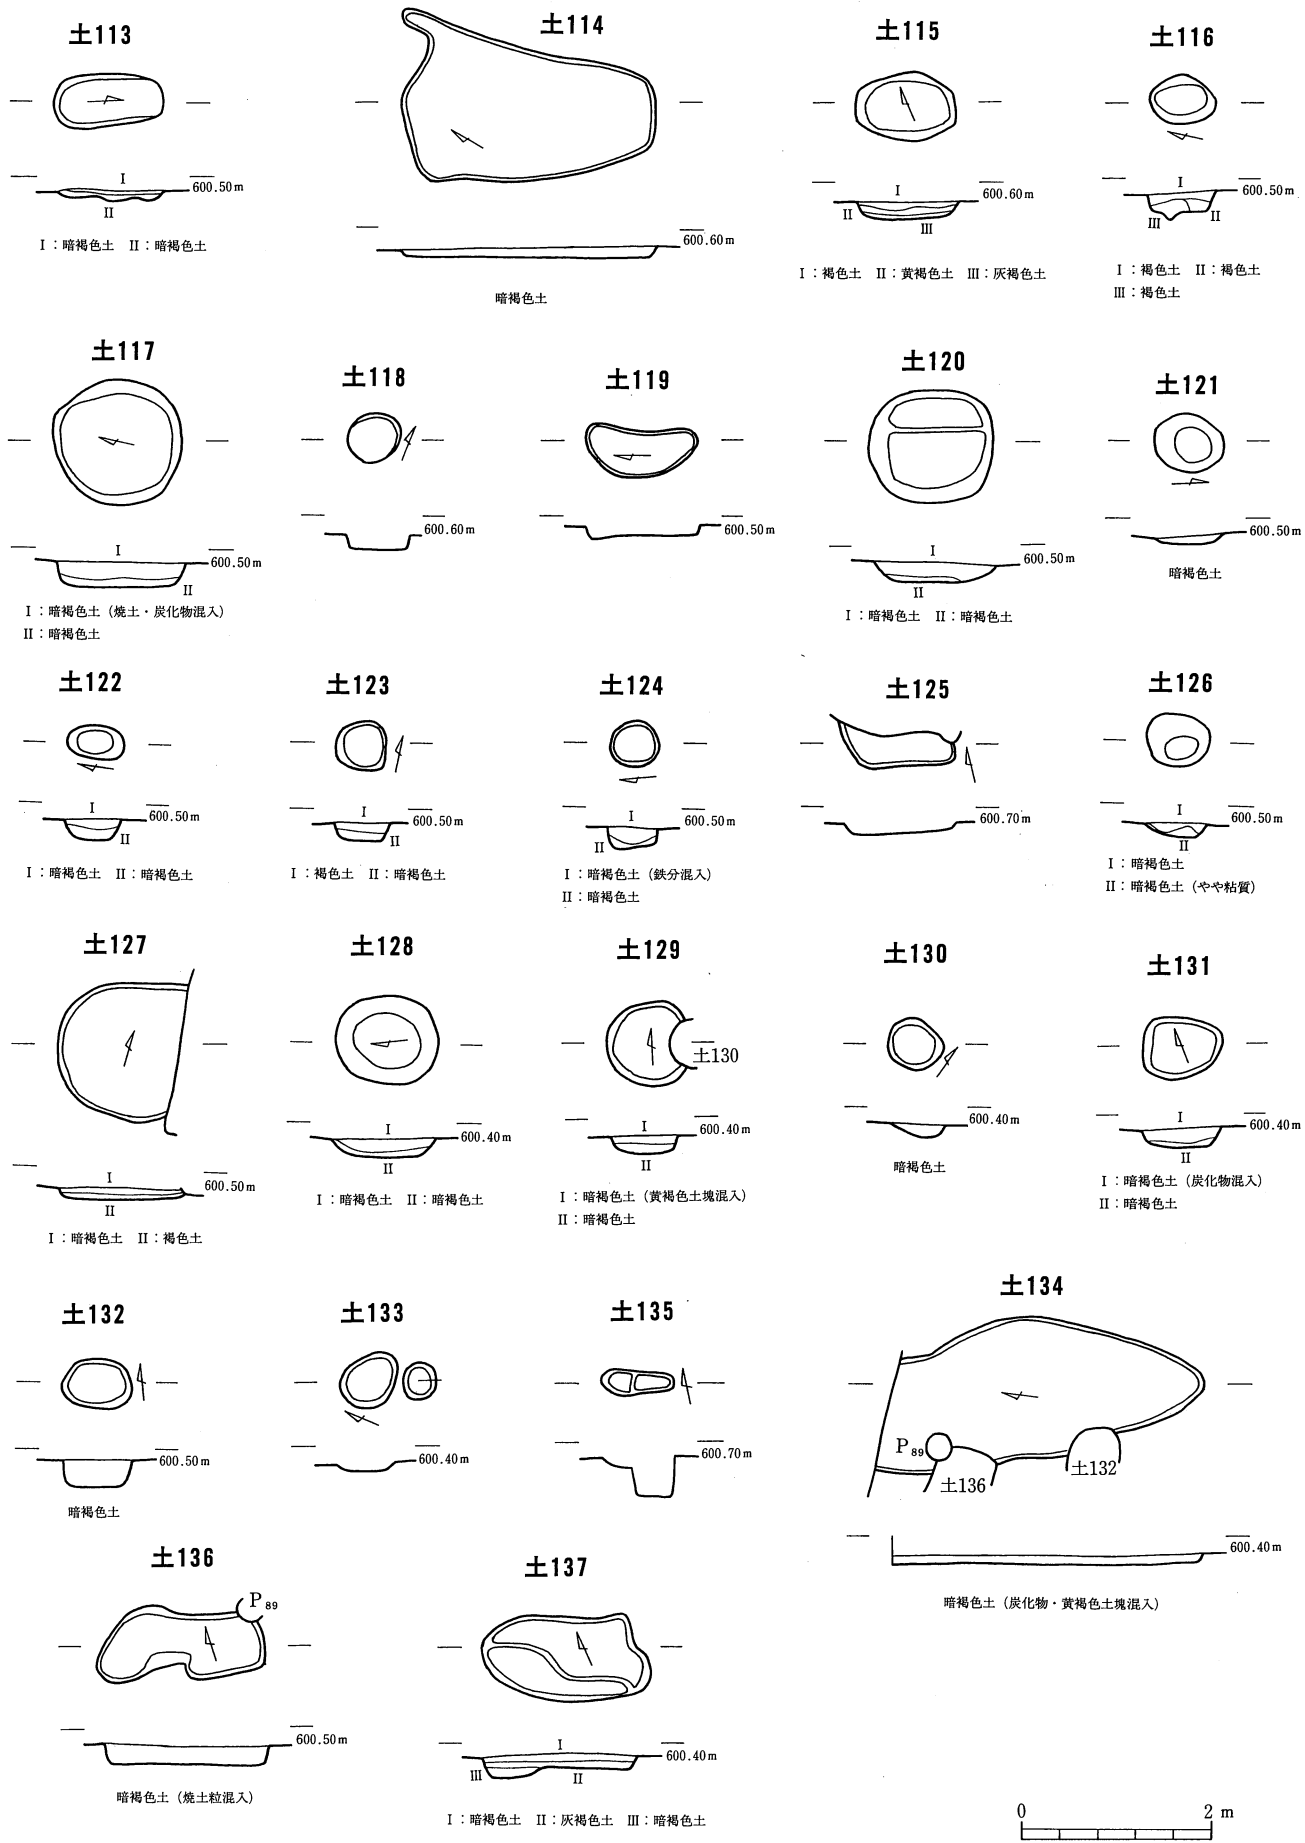 土113
Ⅰ
600.50m
Ⅱ
Ⅰ：暗褐色土　Ⅱ：暗褐色土
土114
600.60m
暗褐色土
土115
Ⅰ
600.60m
Ⅱ
Ⅲ
Ⅰ：褐色土　Ⅱ：黄褐色土　Ⅲ：灰褐色土
土116
Ⅰ
600.50m
Ⅲ
Ⅱ
Ⅰ：褐色土　Ⅱ：褐色土
Ⅲ：褐色土
土117
Ⅰ
600.50m
Ⅱ
Ⅰ：暗褐色土（焼土・炭化物混入）
Ⅱ：暗褐色土
土118
600.60m
土119
600.50m
土120
Ⅰ
600.50m
Ⅱ
Ⅰ：暗褐色土　Ⅱ：暗褐色土
土121
600.50m
暗褐色土
土122
Ⅰ
600.50m
Ⅱ
Ⅰ：暗褐色土　Ⅱ：暗褐色土
土123
Ⅰ
600.50m
Ⅱ
Ⅰ：褐色土　Ⅱ：暗褐色土
土124
Ⅰ
600.50m
Ⅱ
Ⅰ：暗褐色土（鉄分混入）
Ⅱ：暗褐色土
土125
600.70m
土126
Ⅰ
600.50m
Ⅱ
Ⅰ：暗褐色土
Ⅱ：暗褐色土（やや粘質）
土127
Ⅰ
600.50m
Ⅱ
Ⅰ：暗褐色土　Ⅱ：褐色土
土128
Ⅰ
600.40m
Ⅱ
Ⅰ：暗褐色土　Ⅱ：暗褐色土
土129
土130
Ⅰ
600.40m
Ⅱ
Ⅰ：暗褐色土（黄褐色土塊混入）
Ⅱ：暗褐色土
土130
600.40m
暗褐色土
土131
Ⅰ
600.40m
Ⅱ
Ⅰ：暗褐色土（炭化物混入）
Ⅱ：暗褐色土
土132
600.50m
暗褐色土
土133
600.40m
土135
600.70m
土134
P89
土136
土132
600.40m
暗褐色土（炭化物・黄褐色土塊混入）
土136
P89
600.50m
暗褐色土（焼土粒混入）
土137
Ⅰ
600.40m
Ⅲ
Ⅱ
Ⅰ：暗褐色土　Ⅱ：灰褐色土　Ⅲ：暗褐色土
0　2 m